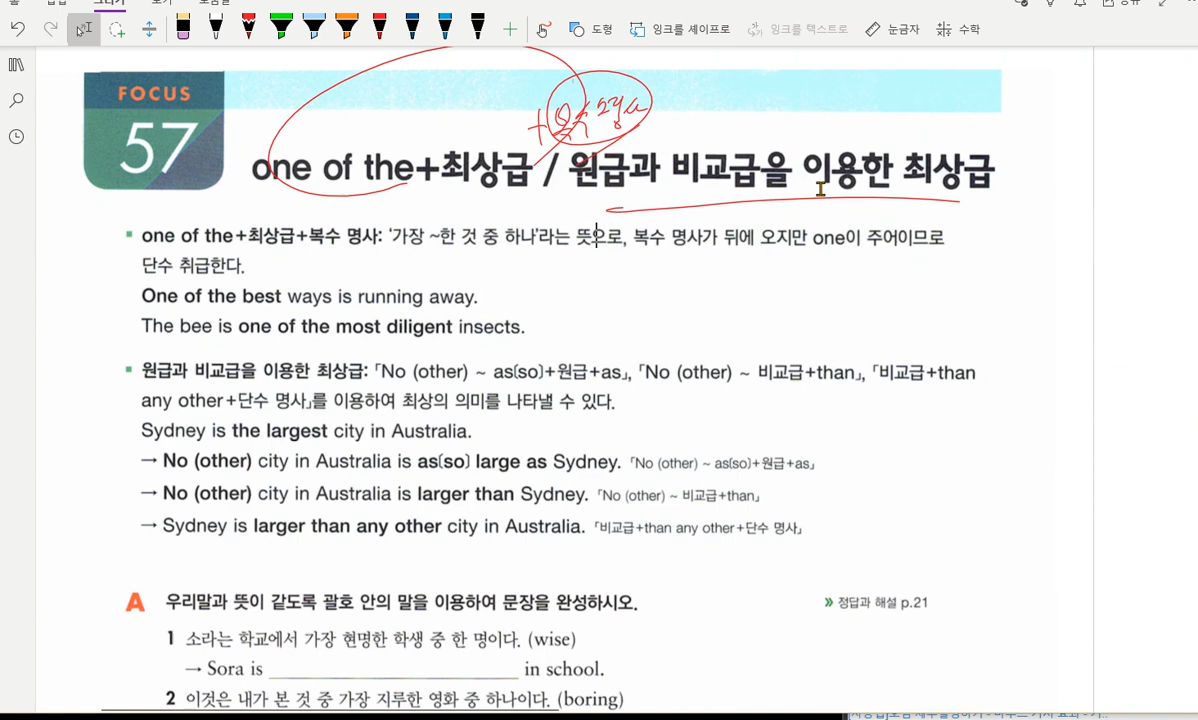 도형
잉크를 셰이프로
잉크를 텍스트로
눈금자
수학
FOCUS
57
+복수 명사
one of the+최상급 / 원급과 비교급을 이용한 최상급
▪ one of the+최상급+복수 명사: '가장 ~한 것 중 하나'라는 뜻으로, 복수 명사가 뒤에 오지만 one이 주어이므로
단수 취급한다.
One of the best ways is running away.
The bee is one of the most diligent insects.
▪ 원급과 비교급을 이용한 최상급: 「No (other) ~ as(so)+원급+as」, 「No (other) ~ 비교급+than」, 「비교급+than
any other+단수 명사」를 이용하여 최상의 의미를 나타낼 수 있다.
Sydney is the largest city in Australia.
→ No (other) city in Australia is as(so) large as Sydney. 「No (other) ~ as(so)+원급+as」
→ No (other) city in Australia is larger than Sydney. 「No (other) ~ 비교급+than」
→ Sydney is larger than any other city in Australia. 「비교급+than any other+단수 명사」
A 우리말과 뜻이 같도록 괄호 안의 말을 이용하여 문장을 완성하시오.
» 정답과 해설 p.21
1 소라는 학교에서 가장 현명한 학생 중 한 명이다. (wise)
→ Sora is ____________ in school.
2 이것은 내가 본 것 중 가장 지루한 영화 중 하나이다. (boring)